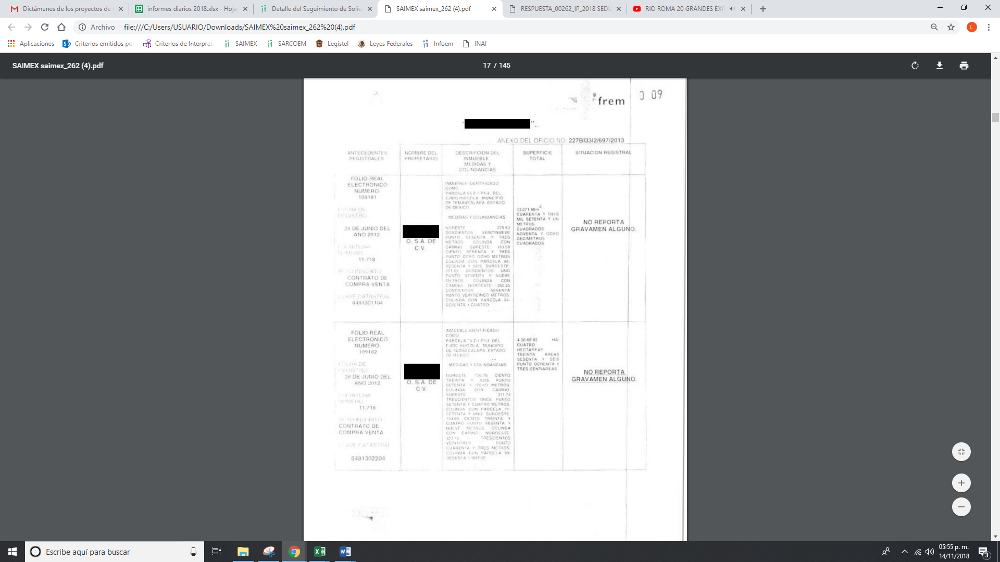 Dictámenes de los proyectos de
informes diarios 2018.xlsx - Hoja
Detalle del Seguimiento de Solici
SAIMEX saimex_262 (4).pdf
RESPUESTA_00262_IP_2018 SEDU
RIO ROMA 20 GRANDES EXI
Archivo
file:///C:/Users/USUARIO/Downloads/SAIMEX%20saimex_262%20(4).pdf
L
Aplicaciones
Criterios emitidos po
Criterios de Interpret
SAIMEX
SARCOEM
Legistel
Leyes Federales
Infoem
INAI
SAIMEX saimex_262 (4).pdf
17 / 145
frem
0 09
ANEXO DEL OFICIO NO. 227BI33I2/697/2013
ANTECEDENTES
REGISTRALES
NOMBRE DEL
PROPIETARIO
DESCRIPCION DEL
INMUEBLE
MEDIDAS Y
COLINDANCIAS
SUPERFICIE
TOTAL
SITUACION REGISTRAL
FOLIO REAL
ELECTRONICO
NUMERO:
109181
FECHA DE
REGISTRO:
28 DE JUNIO DEL
AÑO 2012.
ESCRITURA
NUMERO:
11,718
ACTO INSCRITO
CONTRATO DE
COMPRA VENTA
CLAVE CATASTRAL
0481301104
O, S.A. DE
C.V.
INMUEBLE IDENTIFICADO
COMO
PARCELA 65 Z-1 P1/4 DEL
EJIDO HUITZILA, MUNCIPIO
DE TEMASCALAPA, ESTADO
DE MEXICO
MEDIDAS Y COLINDANCIAS.
NORESTE 229.63
DOSCIENTOS VEINTINUEVE
PUNTO SESENTA Y TRES
METROS COLINDA CON
CAMINO SURESTE 163.08
CIENTO SESENTA Y TRES
PUNTO CERO OCHO METROS
COLINDA CON PARCELA 66-
SESENTA Y SEIS SUROESTE
201.69 DOSCIENTOS UNO
PUNTO SESENTA Y NUEVE
METROS COLINDA CON
CAMINO NOROESTE 260.25
DOSCIENTOS SESENTA
PUNTO VEINTICINCO METROS,
COLINDA CON PARCELA 64-
SESENTA Y CUATRO
43,071.88m2
CUARENTA Y TRES
MIL SETENTA Y UN
METROS
CUADRADOS
NOVENTA Y OCHO
DECIMETROS
CUADRADOS
NO REPORTA
GRAVAMEN ALGUNO.
FOLIO REAL
ELECTRONICO
NUMERO:
109182
FECHA DE
REGISTRO:
28 DE JUNIO DEL
AÑO 2012
ESCRITURA
NUMERO:
11,718
ACTO INSCRITO
CONTRATO DE
COMPRA VENTA
CLAVE CATASTRAL
0481302204
O, S.A. DE
C.V.
INMUEBLE IDENTIFICADO
COMO
PARCELA 70 Z-1 P1/4 DEL
EJIDO HUITZILA, MUNCIPIO
DE TEMASCALAPA, ESTADO
DE MEXICO
MEDIDAS Y COLINDANCIAS
NORESTE 136.78 CIENTO
TREINTA Y SEIS PUNTO
SETENTA Y OCHO METROS,
COLINDA CON CAMINO
SURESTE 311.74
TRESCIENTOS ONCE PUNTO
SETENTA Y CUATRO METROS,
COLINDA CON PARCELA 71-
SETENTA Y UNO SUROESTE
134.69 CIENTO TREINTA Y
CUATRO PUNTO SESENTA Y
NUEVE METROS, COLINDA
CON CAMINO NOROESTE
323.43 TRESCIENTOS
VEINTITRES PUNTO
CUARENTA Y TRES METROS,
COLINDA CON PARCELA 69-
SESENTA Y NUEVE
4-30-66.83 HA.
CUATRO
HECTAREAS
TREINTA AREAS
SESENTA Y SEIS
PUNTO OCHENTA Y
TRES CENTIAREAS
NO REPORTA
GRAVAMEN ALGUNO.
Escribe aquí para buscar
05:55 p. m.
14/11/2018
3